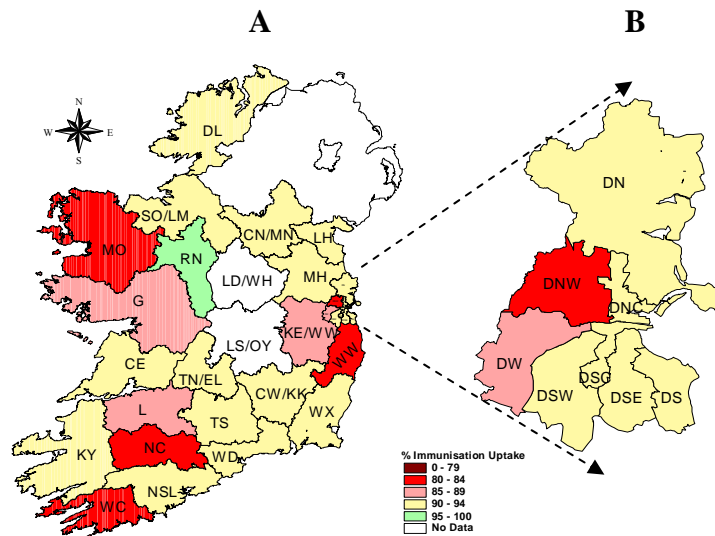 A
B
N
W E
S
DL
SO/LM
MO
RN
CN/MN
LH
LD/WH
MH
G
KE/WW
LS/OY
WW
CE
TN/EL
CW/KK
L
TS
WX
KY
NC
WD
NSL
WC
DN
DNW
DNC
DW
DSC
DSW
DSE
DS
% Immunisation Uptake
0 - 79
80 - 84
85 - 89
90 - 94
95 - 100
No Data